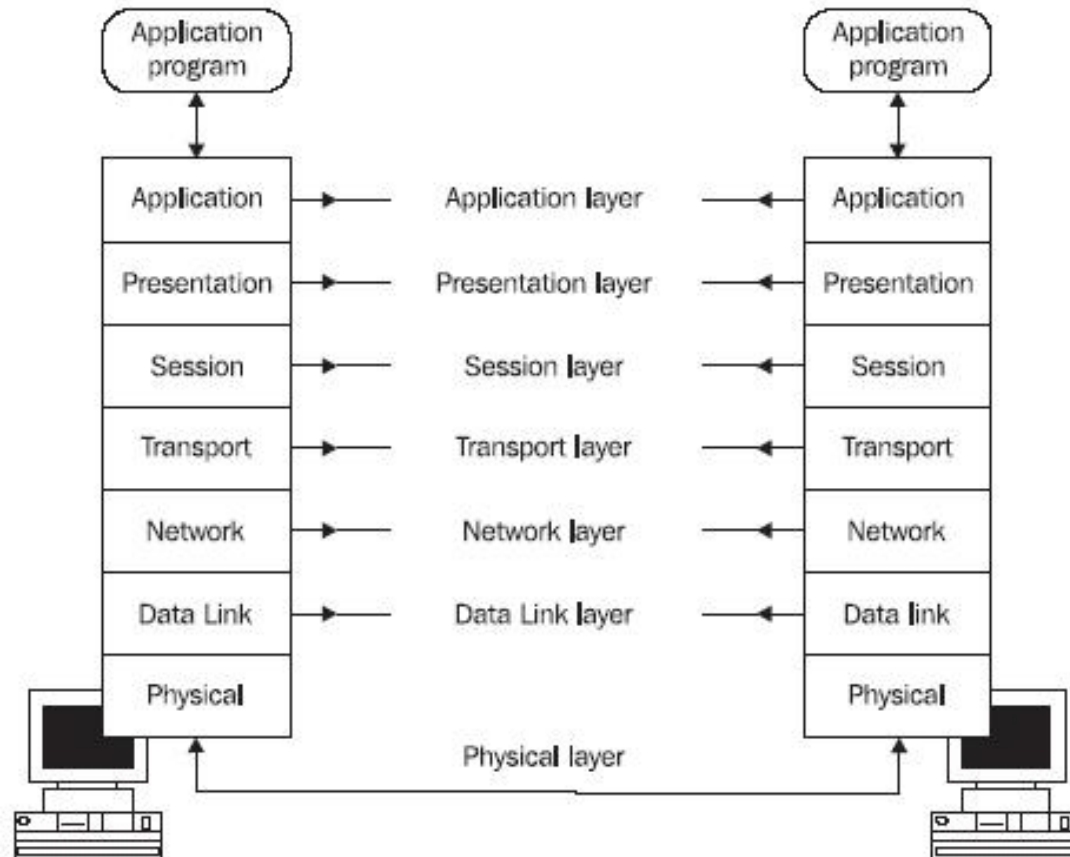 Application
program
Application
program
Application
Application layer
Application
Presentation
Presentation layer
Presentation
Session
Session layer
Session
Transport
Transport layer
Transport
Network
Network layer
Network
Data Link
Data Link layer
Data link
Physical
Physical
Physical layer